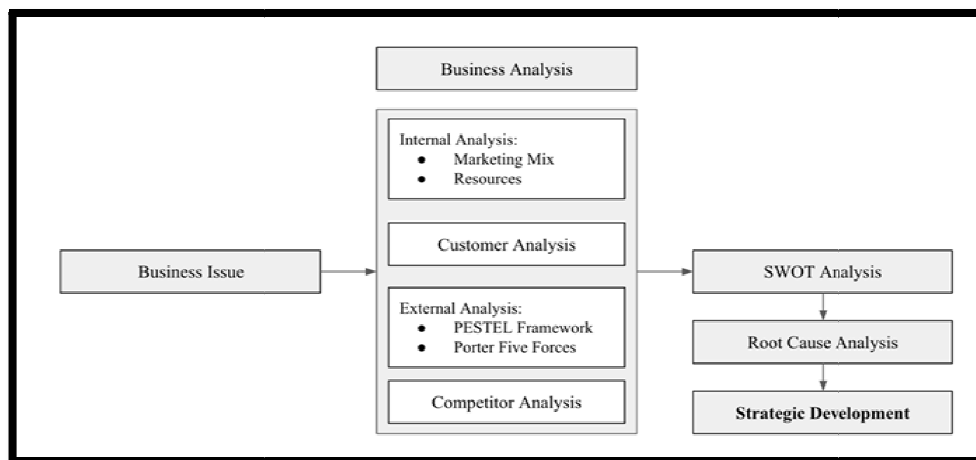 Business Analysis
Internal Analysis:
● Marketing Mix
● Resources
Customer Analysis
Business Issue
SWOT Analysis
External Analysis:
● PESTEL Framework
● Porter Five Forces
Root Cause Analysis
Competitor Analysis
Strategic Development